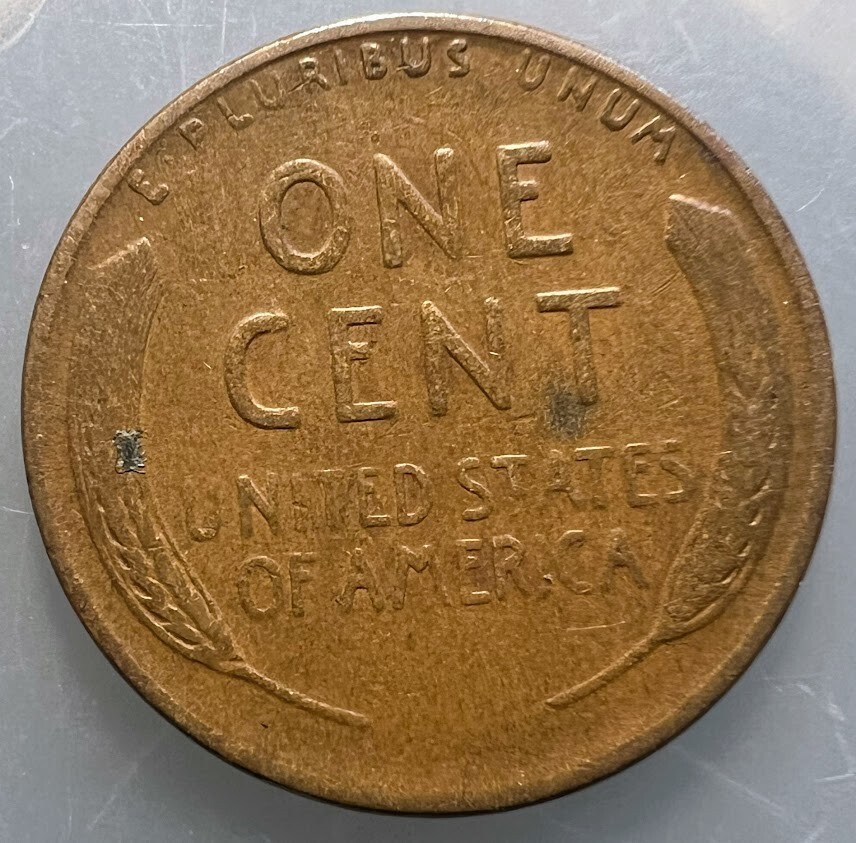 E PLURIBUS UNUM
ONE
CENT
UNITED STATES
OF AMERICA